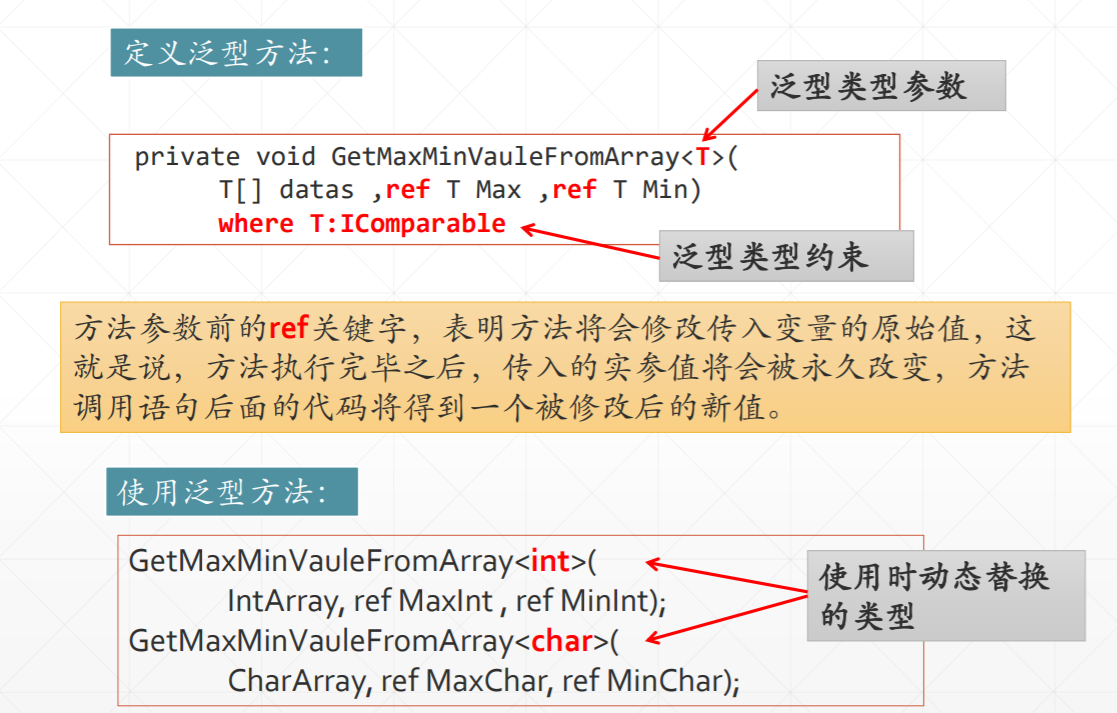 定义泛型方法：
泛型类型参数
private void GetMaxMinVauleFromArray<T>(
T[] datas ,ref T Max ,ref T Min)
where T:IComparable
泛型类型约束
方法参数前的ref关键字，表明方法将会修改传入变量的原始值，这
就是说，方法执行完毕之后，传入的实参值将会被永久改变，方法
调用语句后面的代码将得到一个被修改后的新值。
使用泛型方法：
GetMaxMinVauleFromArray<int>(
IntArray, ref MaxInt , ref MinInt);
GetMaxMinVauleFromArray<char>(
CharArray, ref MaxChar, ref MinChar);
使用时动态替换
的类型